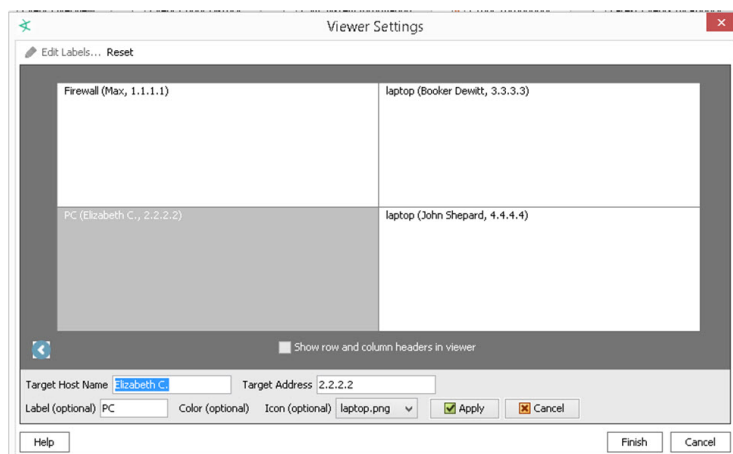 Viewer Settings
Edit Labels... Reset
Firewall (Max, 1.1.1.1)
laptop (Booker Dewitt, 3.3.3.3)
PC (Elizabeth C., 2.2.2.2)
laptop (John Shepard, 4.4.4.4)
Show row and column headers in viewer
Target Host Name Elizabeth C. Target Address 2.2.2.2
Label (optional) PC Color (optional) Icon (optional) laptop.png Apply Cancel
Help Finish Cancel